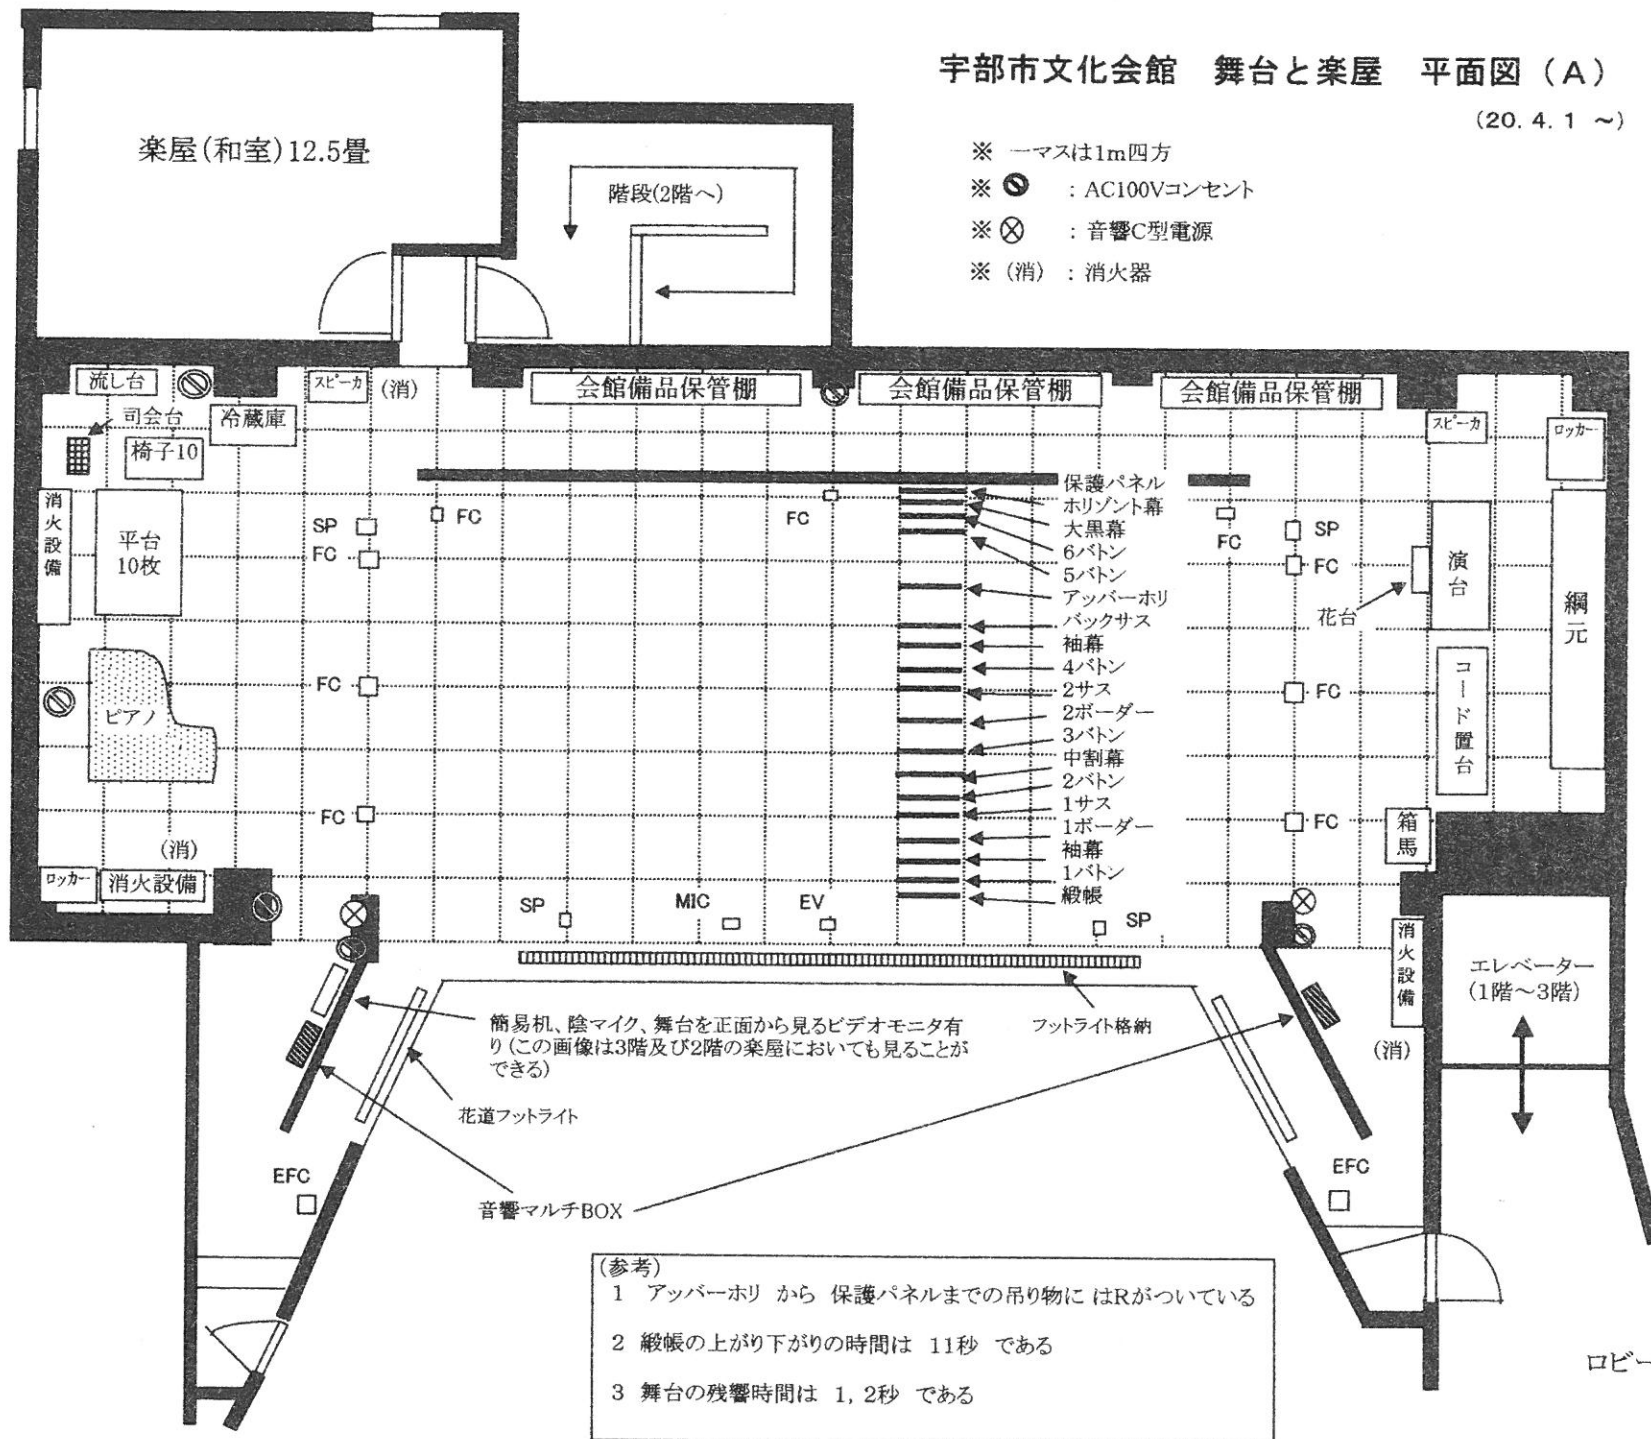 宇部市文化会館　舞台と楽屋　平面図（A）
(20. 4. 1 ～)
※ 一マスは1m四方
※ : AC100Vコンセント
※ : 音響C型電源
※ (消) : 消火器
楽屋(和室)12.5畳
階段(2階へ)
流し台
スピーカ
(消)
会館備品保管棚
会館備品保管棚
会館備品保管棚
司会台
冷蔵庫
椅子10
スピーカ
ロッカー
消火設備
平台
10枚
SP
FC
FC
FC
保護パネル
ホリゾント幕
大黒幕
6バトン
5バトン
アッパーホリ
バックサス
袖幕
4バトン
2サス
2ボーダー
3バトン
中割幕
2バトン
1サス
1ボーダー
袖幕
1バトン
緞帳
FC
SP
FC
花台
演台
綱元
ピアノ
FC
FC
コード置台
FC
FC
箱馬
(消)
ロッカー
消火設備
SP
MIC
EV
SP
消火設備
エレベーター
(1階～3階)
簡易机、陰マイク、舞台を正面から見るビデオモニタ有
り(この画像は3階及び2階の楽屋においても見ることが
できる)
フットライト格納
(消)
花道フットライト
EFC
音響マルチBOX
EFC
(参考)
1 アッパーホリ から 保護パネルまでの吊り物に はRがついている
2 緞帳の上がり下がりの時間は 11秒 である
3 舞台の残響時間は 1, 2秒 である
ロビー